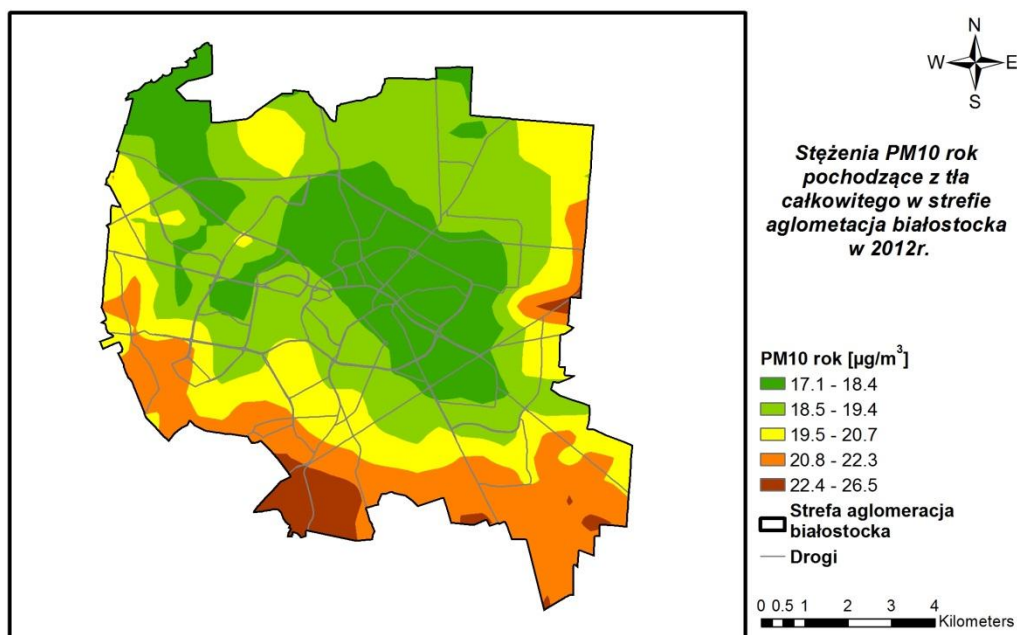 N
W E
S
Stężenia PM10 rok
pochodzące z tła
całkowitego w strefie
aglometacja białostocka
w 2012r.
PM10 rok [µg/m³]
17.1 - 18.4
18.5 - 19.4
19.5 - 20.7
20.8 - 22.3
22.4 - 26.5
Strefa aglomeracja
białostocka
Drogi
0 0.5 1 2 3 4
Kilometers